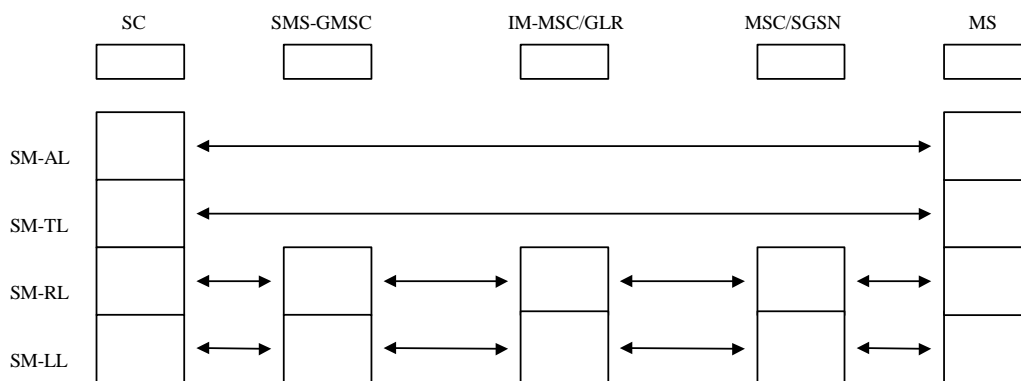 SC SMS-GMSC IM-MSC/GLR MSC/SGSN MS
SM-AL
SM-TL
SM-RL
SM-LL